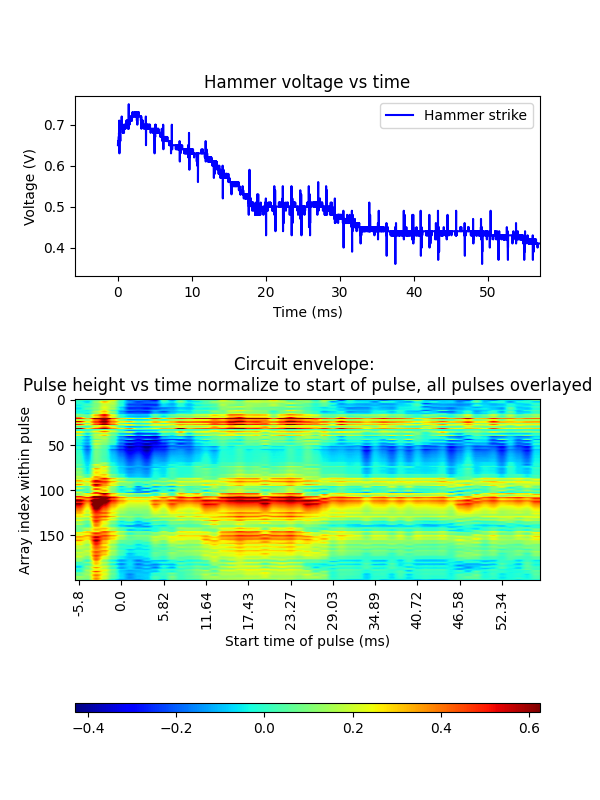 Hammer voltage vs time
Hammer strike
Voltage (V)
0.7
0.6
0.5
0.4
0 10 20 30 40 50
Time (ms)
Circuit envelope:
Pulse height vs time normalize to start of pulse, all pulses overlayed
Array index within pulse
0
50
100
150
-5.8 0.0 5.82 11.64 17.43 23.27 29.03 34.89 40.72 46.58 52.34
Start time of pulse (ms)
−0.4 −0.2 0.0 0.2 0.4 0.6